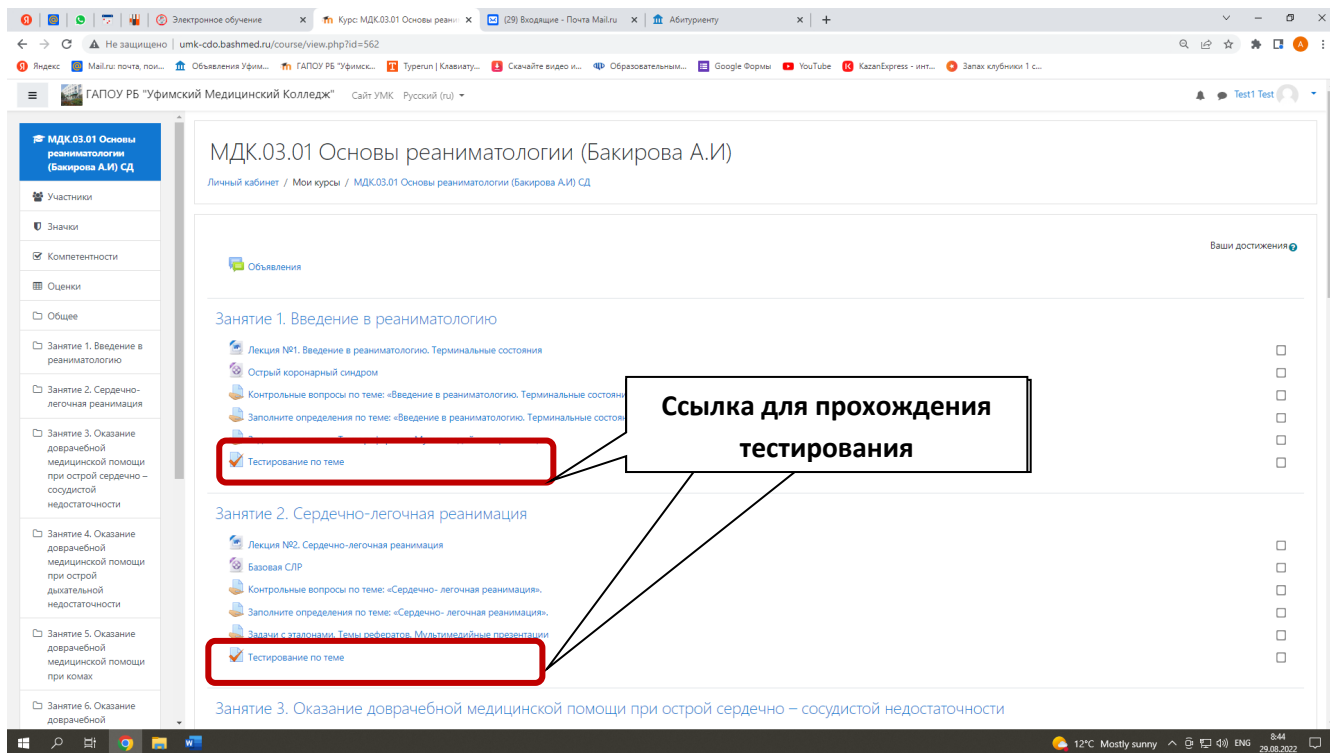 Электронное обучение
Курс: МДК.03.01 Основы реани
(29) Входящие - Почта Mail.ru
Абитуриенту
Не защищено | umk-cdo.bashmed.ru/course/view.php?id=562
Яндекс
Mail.ru: почта, пои...
Объявления Уфим...
ГАПОУ РБ "Уфимск...
Typerun | Клавиату...
Скачайте видео и...
Образовательным...
Google Формы
YouTube
KazanExpress - инт...
Запах клубники 1 с...
ГАПОУ РБ "Уфимский Медицинский Колледж"
Сайт УМК
Русский (ru)
Test1 Test
МДК.03.01 Основы
реаниматологии
(Бакирова А.И) СД
Участники
Значки
Компетентности
Оценки
Общее
Занятие 1. Введение в
реаниматологию
Занятие 2. Сердечно-
легочная реанимация
Занятие 3. Оказание
доврачебной
медицинской помощи
при острой сердечно –
сосудистой
недостаточности
Занятие 4. Оказание
доврачебной
медицинской помощи
при острой
дыхательной
недостаточности
Занятие 5. Оказание
доврачебной
медицинской помощи
при комах
Занятие 6. Оказание
доврачебной
МДК.03.01 Основы реаниматологии (Бакирова А.И)
Личный кабинет / Мои курсы / МДК.03.01 Основы реаниматологии (Бакирова А.И) СД
Ваши достижения
Объявления
Занятие 1. Введение в реаниматологию
Лекция №1. Введение в реаниматологию. Терминальные состояния
Острый коронарный синдром
Контрольные вопросы по теме: «Введение в реаниматологию. Терминальные состояни
Заполните определения по теме: «Введение в реаниматологию. Терминальные состоян
Тестирование по теме
Ссылка для прохождения
тестирования
Занятие 2. Сердечно-легочная реанимация
Лекция №2. Сердечно-легочная реанимация
Базовая СЛР
Контрольные вопросы по теме: «Сердечно- легочная реанимация».
Заполните определения по теме: «Сердечно- легочная реанимация».
Задачи с эталонами. Темы рефератов. Мультимедийные презентации
Тестирование по теме
Занятие 3. Оказание доврачебной медицинской помощи при острой сердечно – сосудистой недостаточности
12°C Mostly sunny
ENG
8:44
29.08.2022